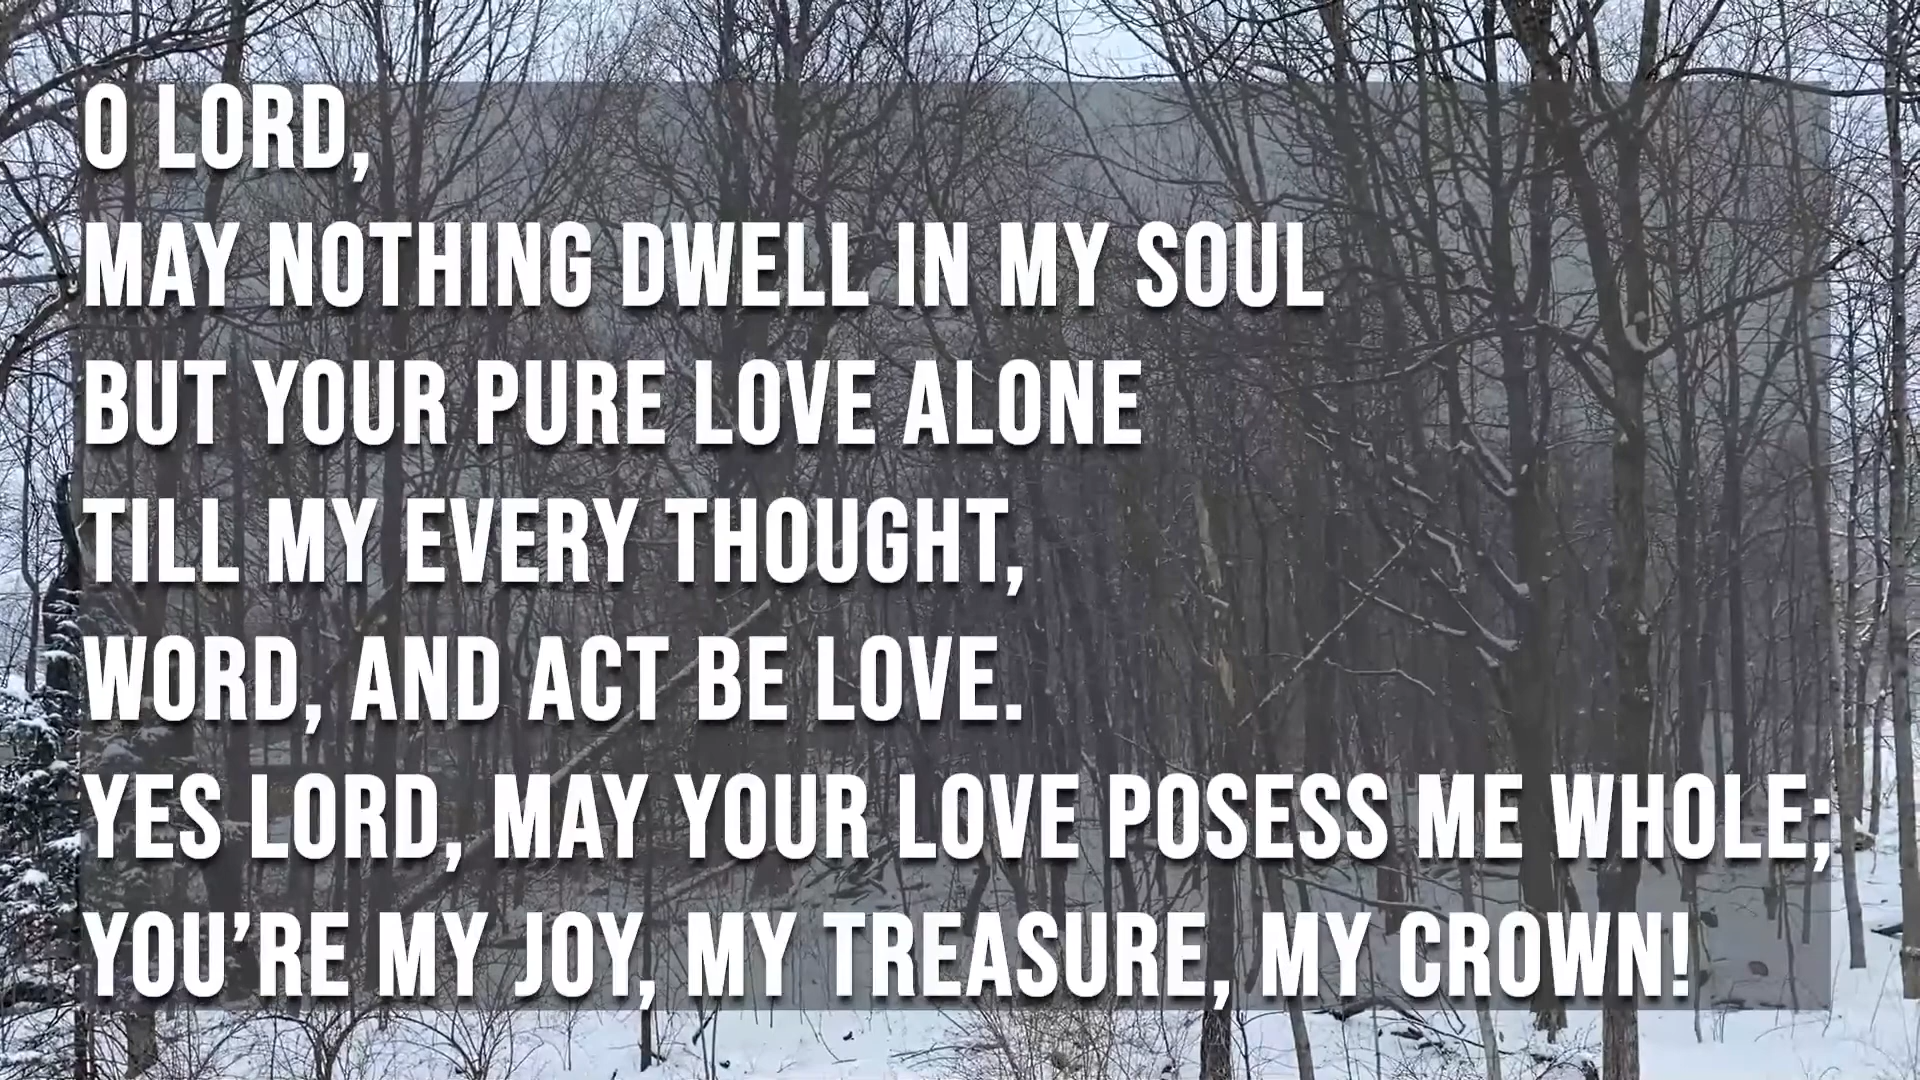 O LORD,
MAY NOTHING DWELL IN MY SOUL
BUT YOUR PURE LOVE ALONE
TILL MY EVERY THOUGHT,
WORD, AND ACT BE LOVE.
YES LORD, MAY YOUR LOVE POSESS ME WHOLE;
YOU’RE MY JOY, MY TREASURE, MY CROWN!